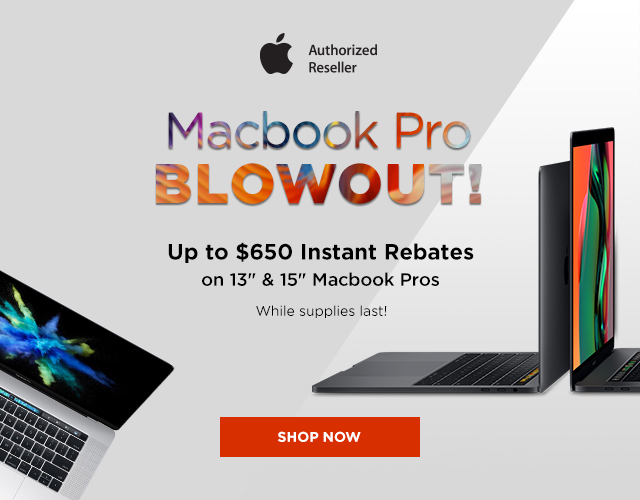 Authorized
Reseller
Macbook Pro
BLOWOUT!
Up to $650 Instant Rebates
on 13" & 15" Macbook Pros
While supplies last!
SHOP NOW